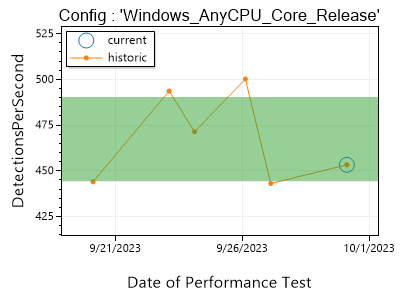 Config : 'Windows_AnyCPU_Core_Release'
current
historic
DetectionsPerSecond
525
500
475
450
425
9/21/2023
9/26/2023
10/1/2023
Date of Performance Test